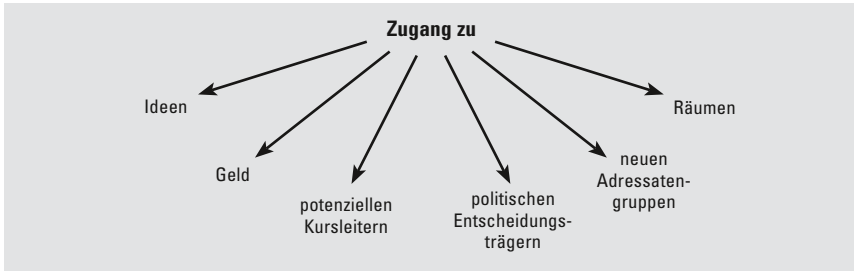 Zugang zu
Ideen
Geld
potenziellen
Kursleitern
politischen
Entscheidungs-
trägern
neuen
Adressaten-
gruppen
Räumen